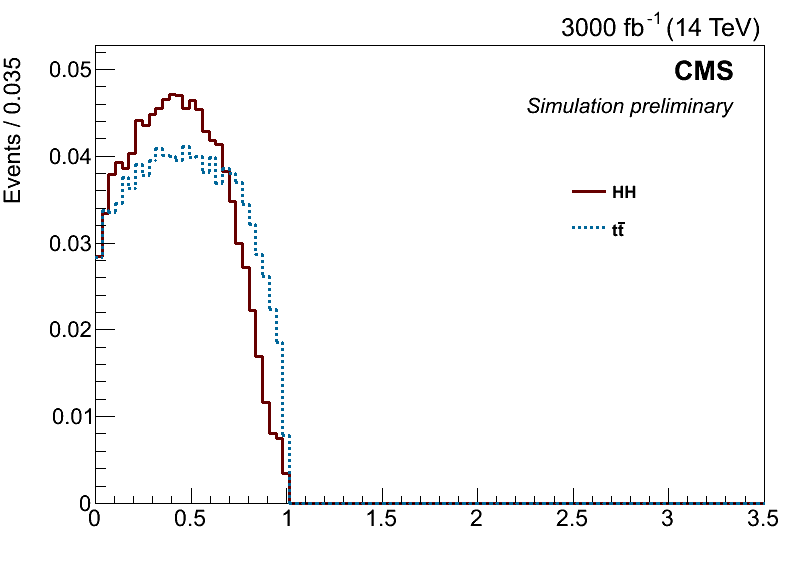 3000 fb⁻¹ (14 TeV)
CMS
Simulation preliminary
Events / 0.035
0.05
0.04
0.03
0.02
0.01
0
HH
tt̄
0 0.5 1 1.5 2 2.5 3 3.5